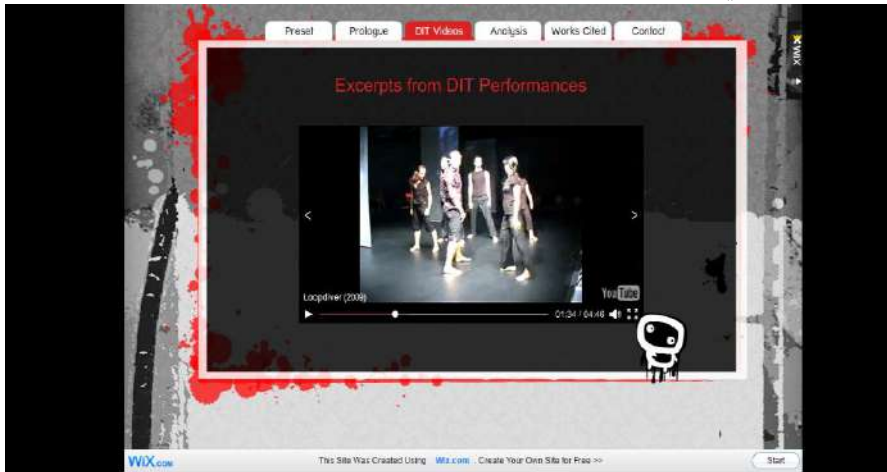 Preset Prologue DIT Videos Analysis Works Cited Contact
WIX
Excerpts from DIT Performances
Loopdiver (2009)
YouTube
01:34 / 04:46
WIX.COM This Site Was Created Using Wix.com . Create Your Own Site for Free >> Start